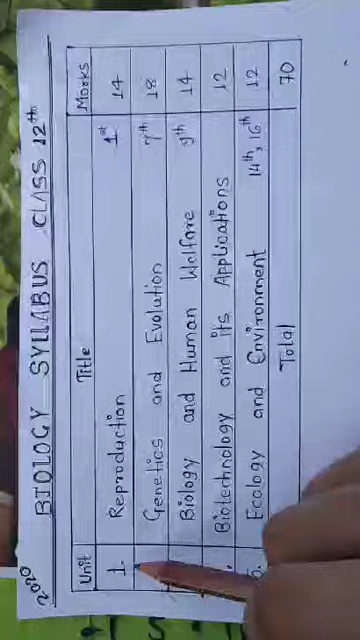 2020
BIOLOGY SYLLABUS CLASS 12th
Unit Title Marks
1. Reproduction 1st 14
Genetics and Evolution 7th 18
Biology and Human Welfare 9th 14
Biotechnology and its Applications 12
Ecology and Environment 14th, 16th 12
Total 70